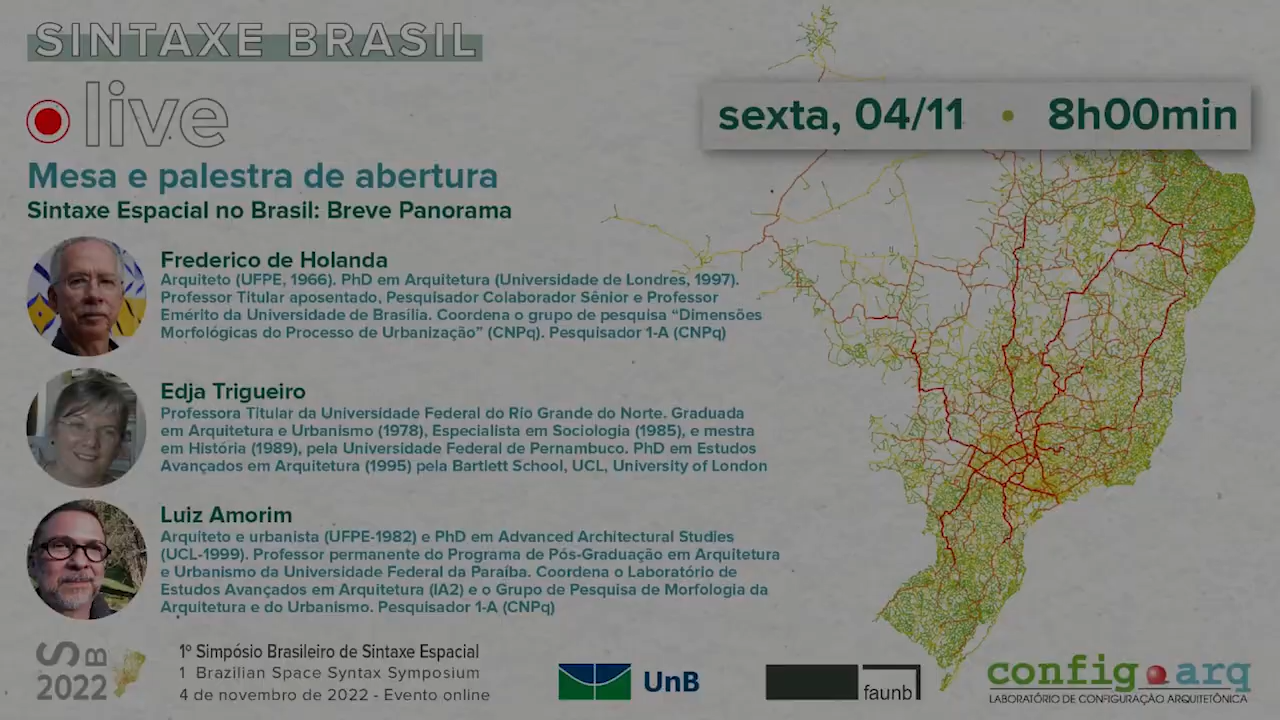 SINTAXE BRASIL
live
sexta, 04/11 • 8h00min
Mesa e palestra de abertura
Sintaxe Espacial no Brasil: Breve Panorama
Frederico de Holanda
Arquiteto (UFPE, 1966). PhD em Arquitetura (Universidade de Londres, 1997).
Professor Titular aposentado, Pesquisador Colaborador Sênior e Professor
Emérito da Universidade de Brasília. Coordena o grupo de pesquisa “Dimensões
Morfológicas do Processo de Urbanização” (CNPq). Pesquisador 1-A (CNPq)
Edja Trigueiro
Professora Titular da Universidade Federal do Rio Grande do Norte. Graduada
em Arquitetura e Urbanismo (1978), Especialista em Sociologia (1985), e mestra
em História (1989), pela Universidade Federal de Pernambuco. PhD em Estudos
Avançados em Arquitetura (1995) pela Bartlett School, UCL, University of London
Luiz Amorim
Arquiteto e urbanista (UFPE-1982) e PhD em Advanced Architectural Studies
(UCL-1999). Professor permanente do Programa de Pós-Graduação em Arquitetura
e Urbanismo da Universidade Federal da Paraíba. Coordena o Laboratório de
Estudos Avançados em Arquitetura (IA2) e o Grupo de Pesquisa de Morfologia da
Arquitetura e do Urbanismo. Pesquisador 1-A (CNPq)
SB
2022
1º Simpósio Brasileiro de Sintaxe Espacial
1 Brazilian Space Syntax Symposium
4 de novembro de 2022 - Evento online
UnB
faunb
config arq
LABORATÓRIO DE CONFIGURAÇÃO ARQUITETÔNICA